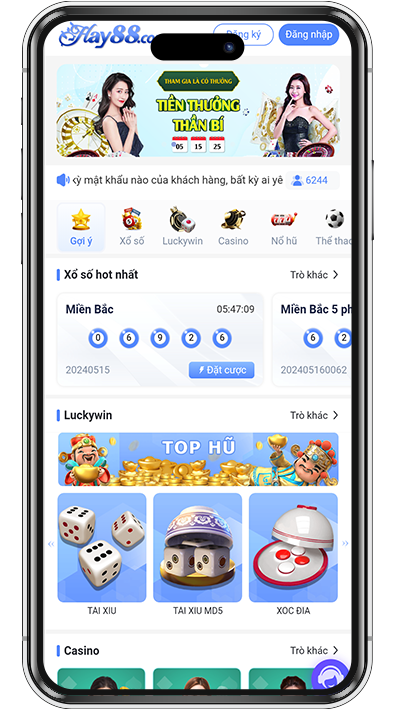 Hay88.co
Đăng ký
Đăng nhập
THAM GIA LÀ CÓ THƯỞNG
TIỀN THƯỞNG
THẦN BÍ
05 15 25
kỳ mật khẩu nào của khách hàng, bất kỳ ai yê
6244
Gợi ý
Xổ số
Luckywin
Casino
Nổ hũ
Thể thao
Xổ số hot nhất
Trò khác
Miền Bắc
05:47:09
0 6 9 2 6
20240515
Đặt cược
Miền Bắc 5 ph
6 2
202405160062
Luckywin
Trò khác
TOP HŨ
TAI XIU
TAI XIU MD5
XOC DIA
Casino
Trò khác